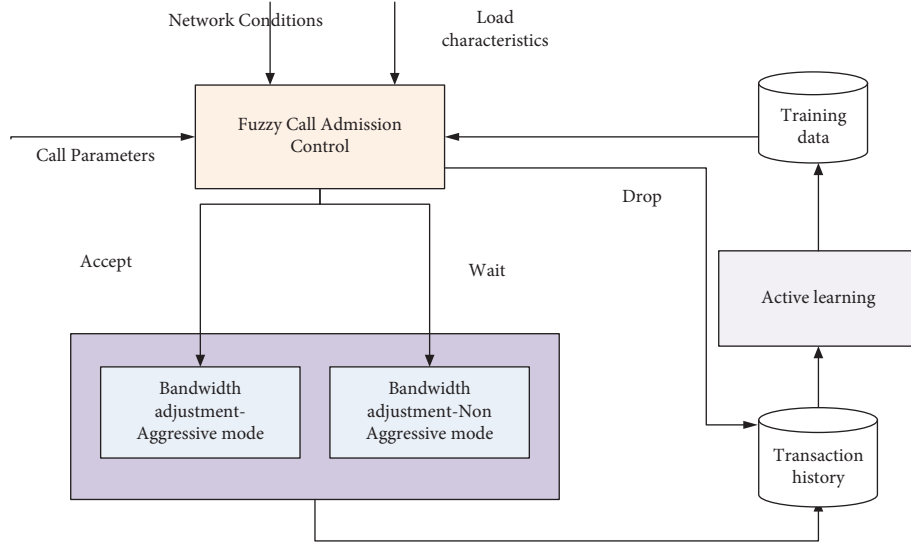 Network Conditions
Load
characteristics
Fuzzy Call Admission
Control
Training
data
Call Parameters
Drop
Accept
Wait
Active learning
Bandwidth
adjustment-
Aggressive mode
Bandwidth
adjustment-Non
Aggressive mode
Transaction
history